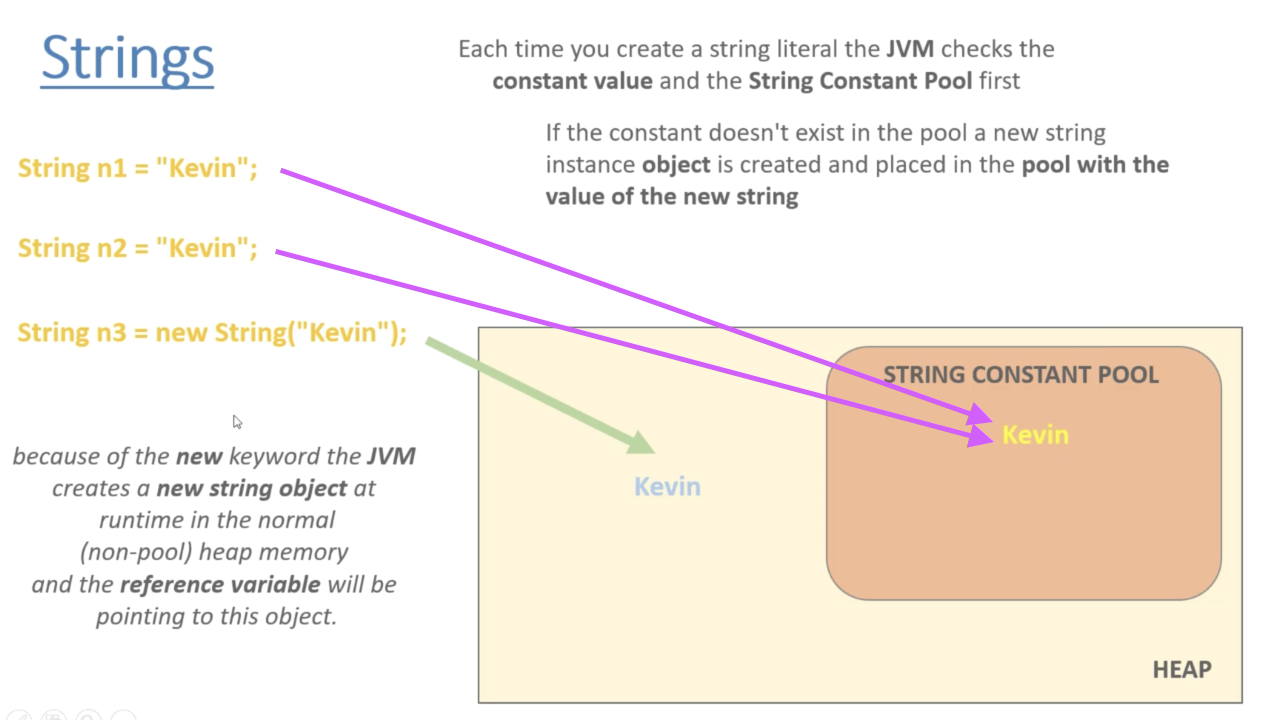 Strings
Each time you create a string literal the JVM checks the
constant value and the String Constant Pool first
If the constant doesn't exist in the pool a new string
instance object is created and placed in the pool with the
value of the new string
String n1 = "Kevin";
String n2 = "Kevin";
String n3 = new String("Kevin");
because of the new keyword the JVM
creates a new string object at
runtime in the normal
(non-pool) heap memory
and the reference variable will be
pointing to this object.
STRING CONSTANT POOL
Kevin
Kevin
HEAP